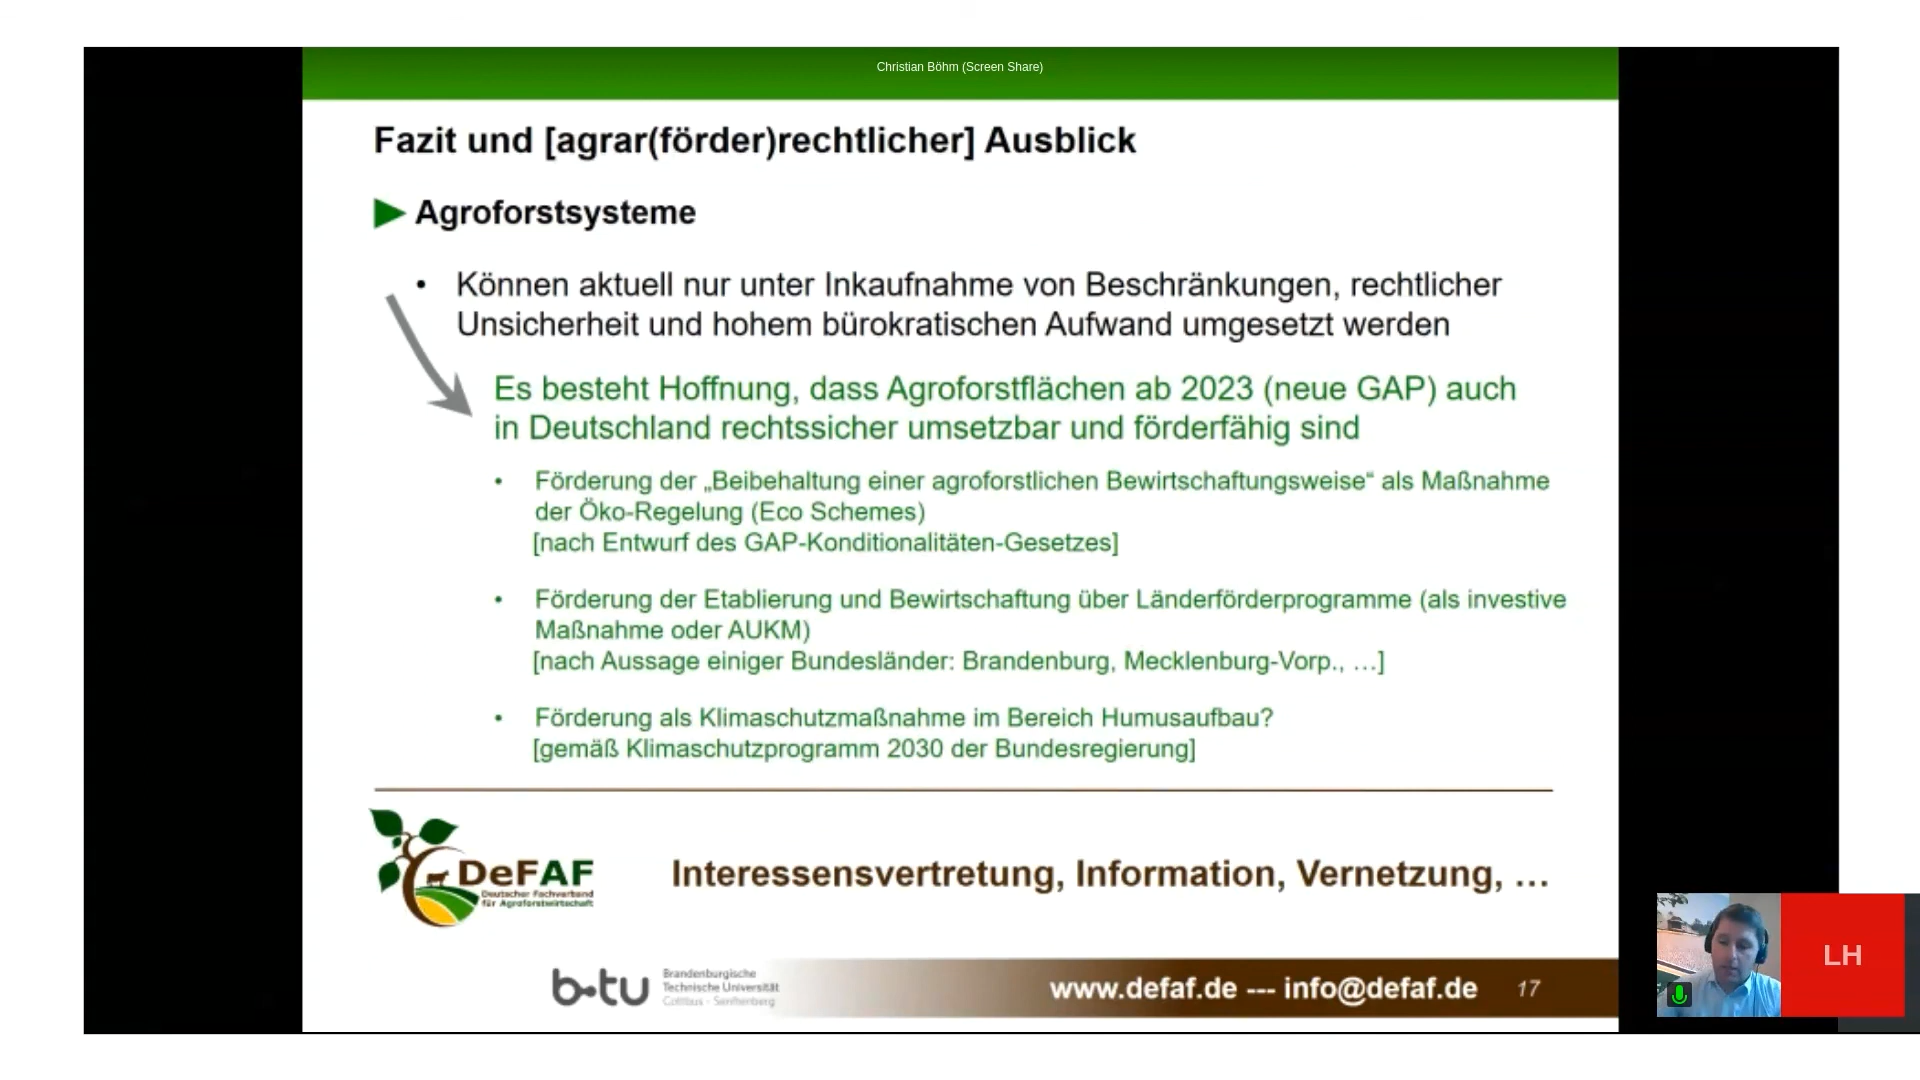 Christian Böhm (Screen Share)
Fazit und [agrar(förder)rechtlicher] Ausblick
Agroforstsysteme
• Können aktuell nur unter Inkaufnahme von Beschränkungen, rechtlicher
Unsicherheit und hohem bürokratischen Aufwand umgesetzt werden
Es besteht Hoffnung, dass Agroforstflächen ab 2023 (neue GAP) auch
in Deutschland rechtssicher umsetzbar und förderfähig sind
• Förderung der „Beibehaltung einer agroforstlichen Bewirtschaftungsweise“ als Maßnahme
der Öko-Regelung (Eco Schemes)
[nach Entwurf des GAP-Konditionalitäten-Gesetzes]
• Förderung der Etablierung und Bewirtschaftung über Länderförderprogramme (als investive
Maßnahme oder AUKM)
[nach Aussage einiger Bundesländer: Brandenburg, Mecklenburg-Vorp., …]
• Förderung als Klimaschutzmaßnahme im Bereich Humusaufbau?
[gemäß Klimaschutzprogramm 2030 der Bundesregierung]
DeFAF
Deutscher Fachverband
für Agroforstwirtschaft
Interessensvertretung, Information, Vernetzung, …
b-tu
Brandenburgische
Technische Universität
Cottbus - Senftenberg
www.defaf.de --- info@defaf.de
17
LH